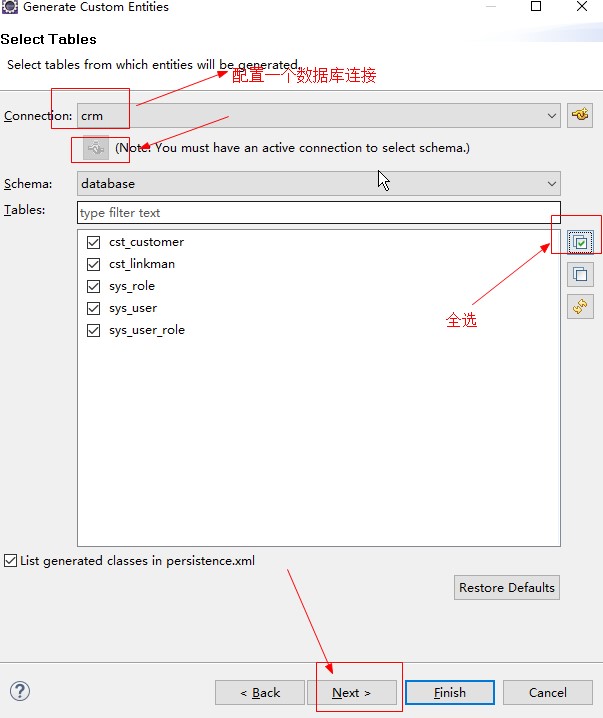 Generate Custom Entities
Select Tables
Select tables from which entities will be generated.
配置一个数据库连接
Connection: crm
(Note: You must have an active connection to select schema.)
Schema: database
Tables: type filter text
cst_customer
cst_linkman
sys_role
sys_user
sys_user_role
全选
List generated classes in persistence.xml
Restore Defaults
? < Back Next > Finish Cancel